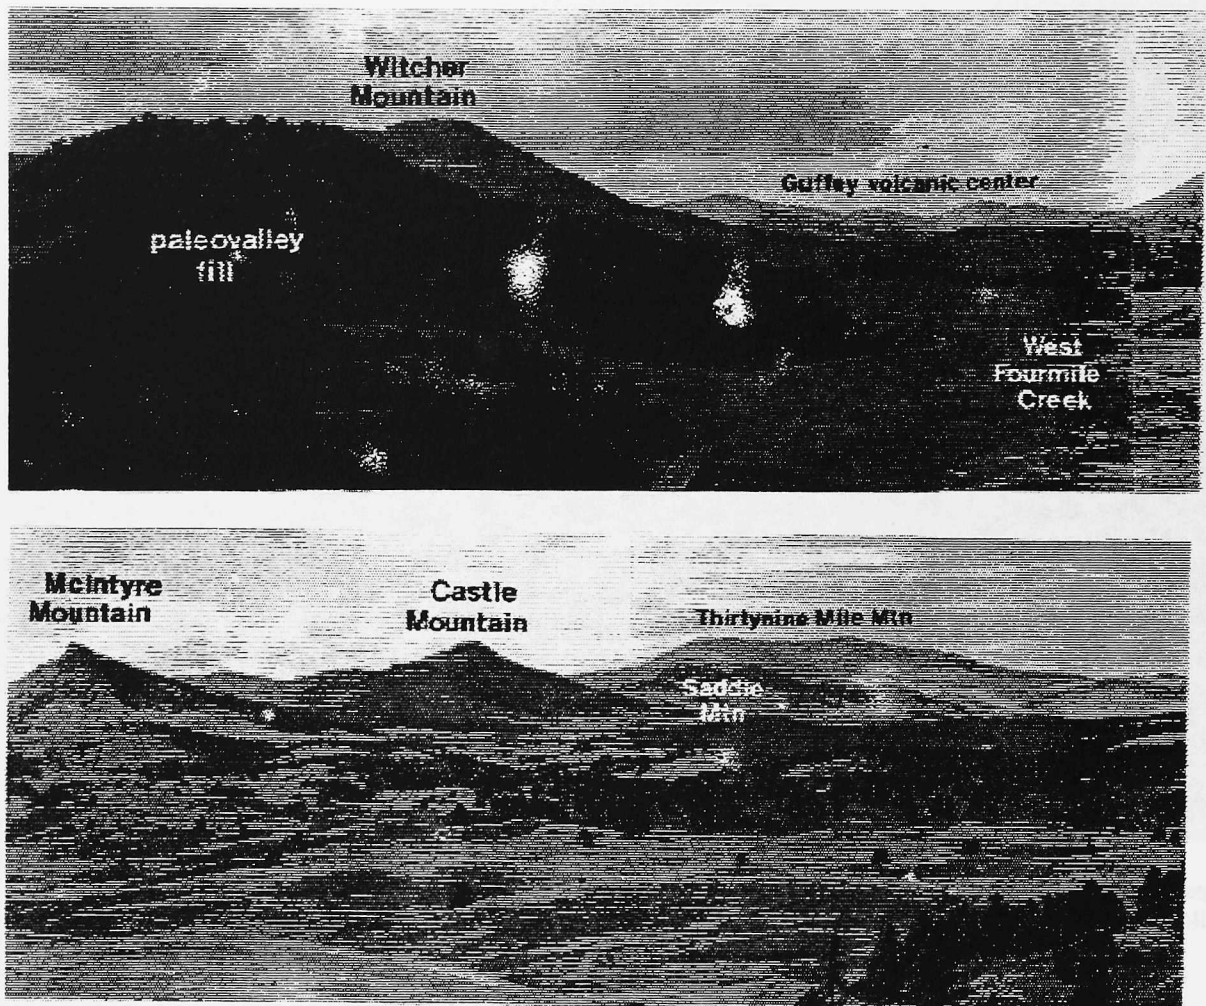 Witcher
Mountain
Guffey volcanic center
paleovalley
fill
West
Fourmile
Creek
McIntyre
Mountain
Castle
Mountain
Thirtynine Mile Mtn
Saddle
Mtn